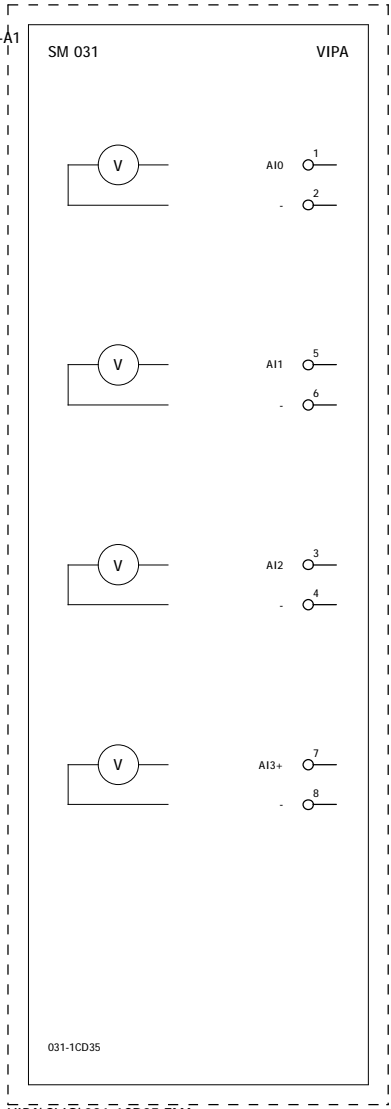 -A1
SM 031 VIPA
V AI0 1
- 2
V AI1 5
- 6
V AI2 3
- 4
V AI3+ 7
- 8
031-1CD35